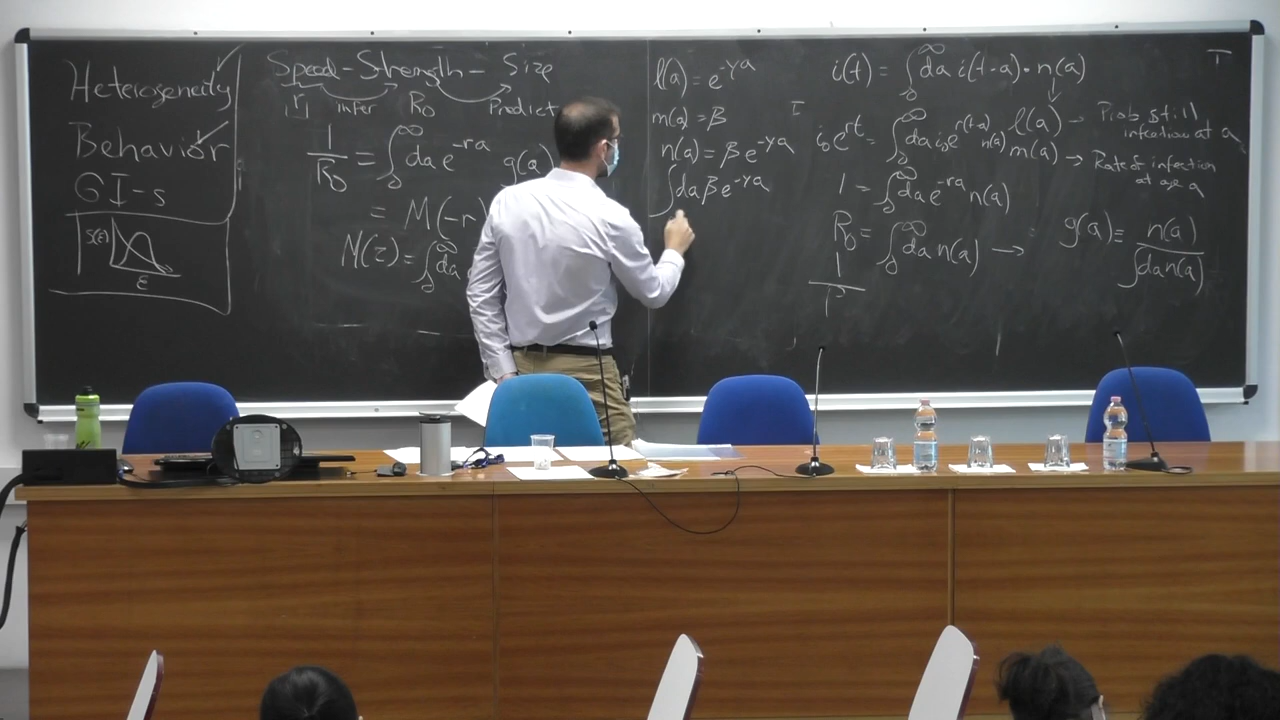 Heterogeneity
Behavior
GI-s
S(ε)
ε
Speed - Strength - Size
r infer R₀ Predict
1/R₀ = ∫₀^∞ da e^{-ra} g(a)
= M(-r)
N(τ) = ∫₀^∞ da
l(a) = e^{-γa}
m(a) = β
n(a) = β e^{-γa}
∫da β e^{-γa}
i(t) = ∫₀^∞ da i(t-a) · n(a)
i₀e^{rt} = ∫₀^∞ da i₀e^{r(t-a)} n(a)
l(a) → Prob still infectious at a
m(a) → Rate of infection at age a
1 = ∫₀^∞ da e^{-ra} n(a)
R₀ = ∫₀^∞ da n(a) → g(a) ≡ n(a) / ∫da n(a)
1